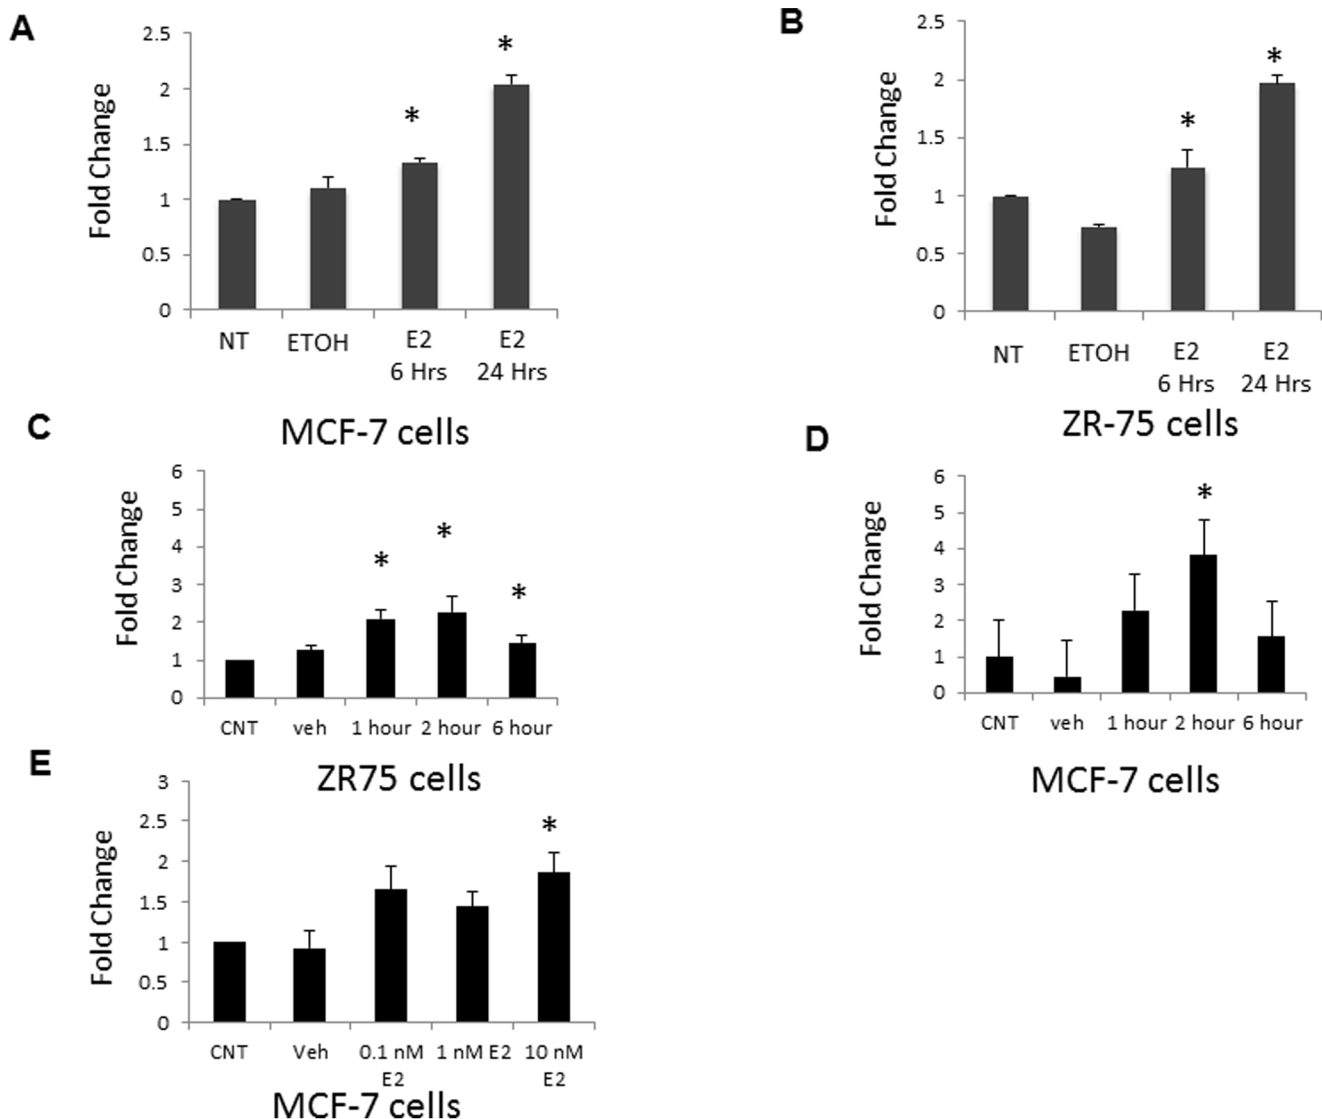 A
Fold Change
2.5
2
1.5
1
0.5
0
*
*
NT ETOH E2 E2
6 Hrs 24 Hrs
MCF-7 cells
B
Fold Change
2.5
2
1.5
1
0.5
0
*
*
NT ETOH E2 E2
6 Hrs 24 Hrs
ZR-75 cells
C
Fold Change
6
5
4
3
2
1
0
*
*
*
CNT veh 1 hour 2 hour 6 hour
ZR75 cells
D
Fold Change
6
5
4
3
2
1
0
*
CNT veh 1 hour 2 hour 6 hour
MCF-7 cells
E
Fold Change
3
2.5
2
1.5
1
0.5
0
*
CNT Veh 0.1 nM 1 nM E2 10 nM
E2 E2
MCF-7 cells